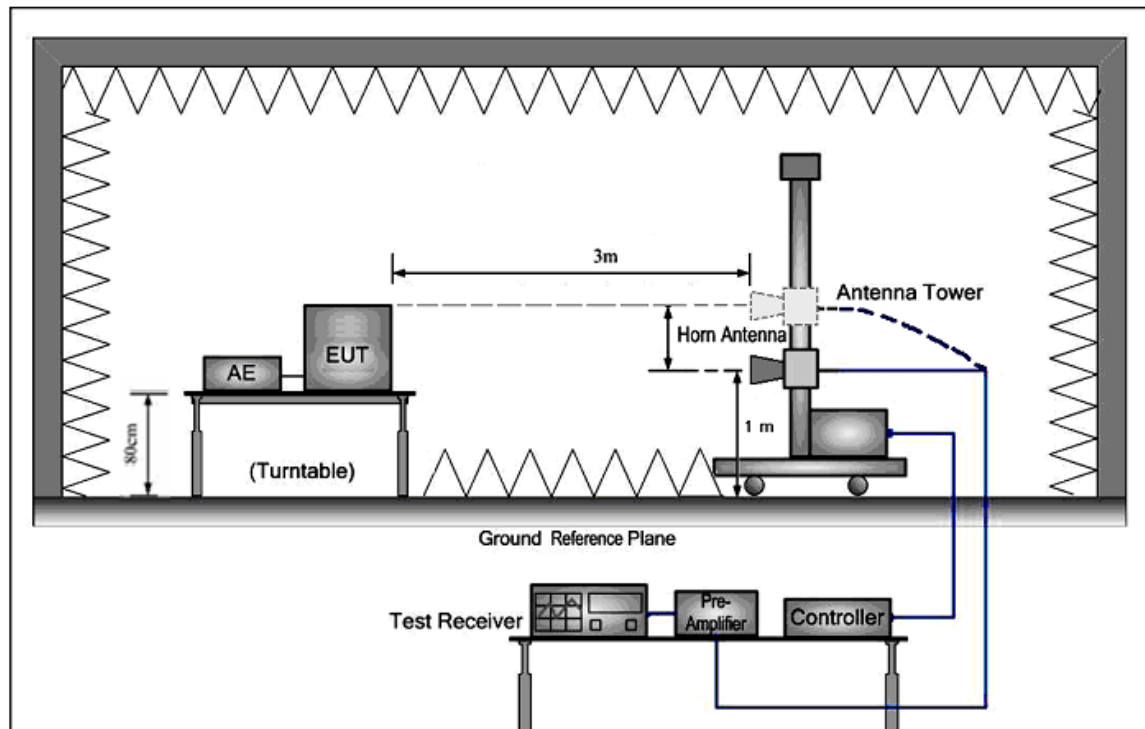 3m
Antenna Tower
Horn Antenna
EUT
AE
1 m
80cm
(Turntable)
Ground Reference Plane
Test Receiver
Pre-
Amplifier
Controller